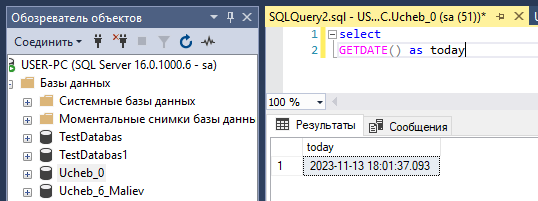 Обозреватель объектов
Соединить
USER-PC (SQL Server 16.0.1000.6 - sa)
Базы данных
Системные базы данных
Моментальные снимки базы данн
TestDatabas
TestDatabas1
Ucheb_0
Ucheb_6_Maliev
SQLQuery2.sql - US...C.Ucheb_0 (sa (51))*
1 select
2 GETDATE() as today
100 %
Результаты Сообщения
today
1 2023-11-13 18:01:37.093